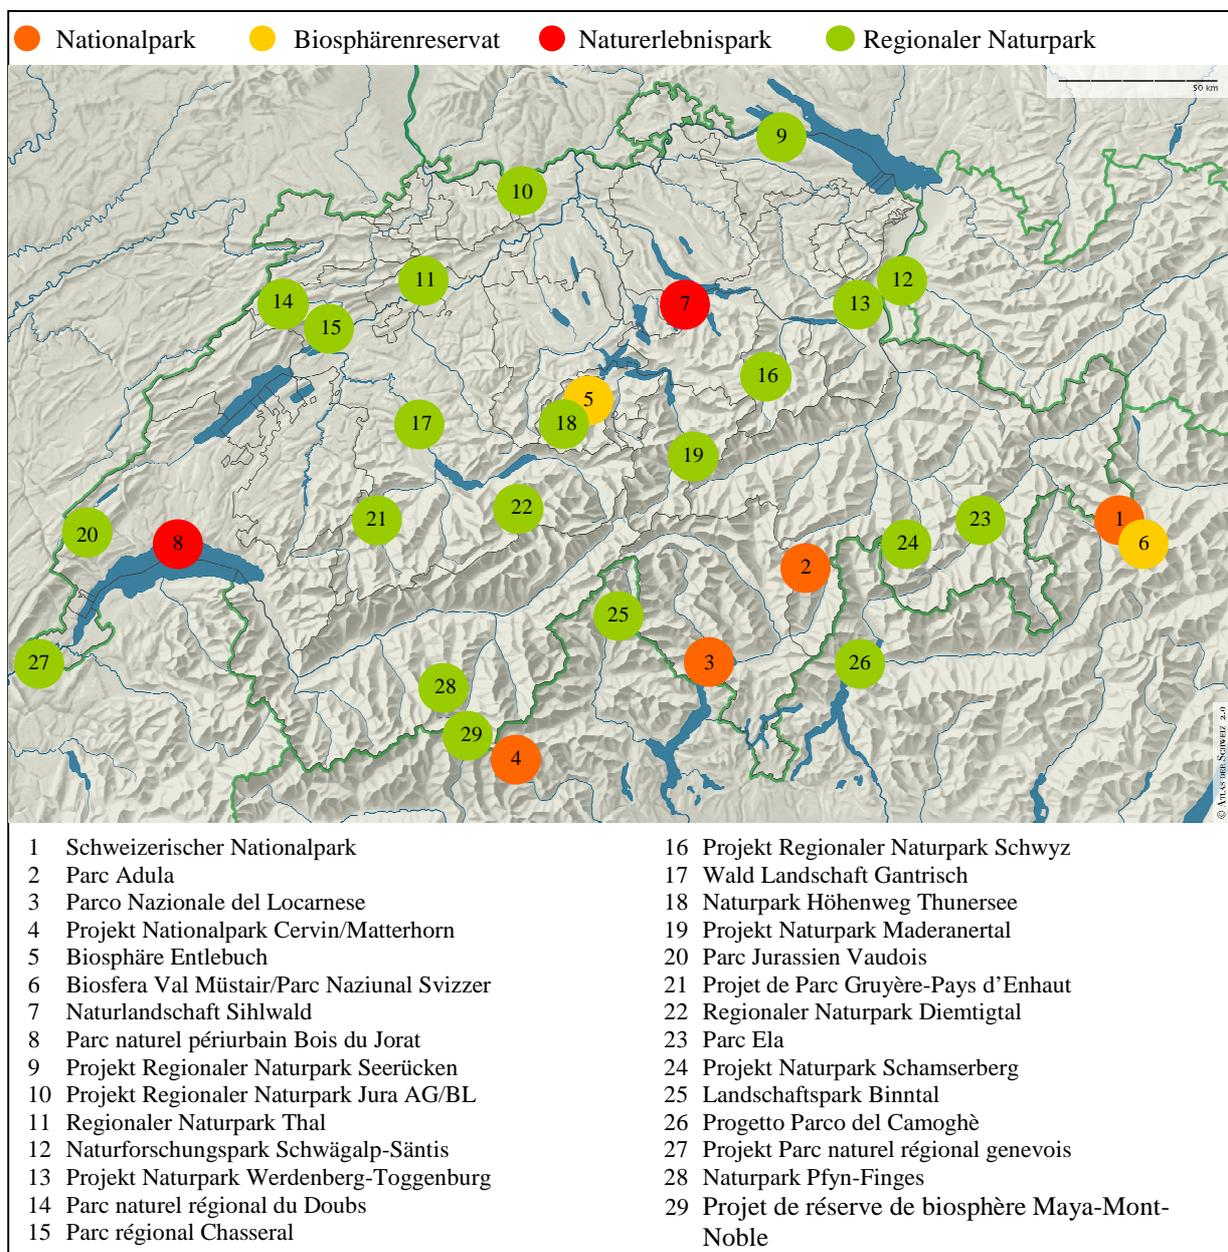 Nationalpark Biosphärenreservat Naturerlebnispark Regionaler Naturpark
50 km
9
10
11
12
14
7
13
15
16
5
17
18
19
22
21
1
23
20
8
24
6
2
25
27
3
26
28
29
4
© Atlas der Schweiz 2.0
1 Schweizerischer Nationalpark
2 Parc Adula
3 Parco Nazionale del Locarnese
4 Projekt Nationalpark Cervin/Matterhorn
5 Biosphäre Entlebuch
6 Biosfera Val Müstair/Parc Naziunal Svizzer
7 Naturlandschaft Sihlwald
8 Parc naturel périurbain Bois du Jorat
9 Projekt Regionaler Naturpark Seerücken
10 Projekt Regionaler Naturpark Jura AG/BL
11 Regionaler Naturpark Thal
12 Naturforschungspark Schwägalp-Säntis
13 Projekt Naturpark Werdenberg-Toggenburg
14 Parc naturel régional du Doubs
15 Parc régional Chasseral
16 Projekt Regionaler Naturpark Schwyz
17 Wald Landschaft Gantrisch
18 Naturpark Höhenweg Thunersee
19 Projekt Naturpark Maderanertal
20 Parc Jurassien Vaudois
21 Projet de Parc Gruyère-Pays d’Enhaut
22 Regionaler Naturpark Diemtigtal
23 Parc Ela
24 Projekt Naturpark Schamserberg
25 Landschaftspark Binntal
26 Progetto Parco del Camoghè
27 Projekt Parc naturel régional genevois
28 Naturpark Pfyn-Finges
29 Projet de réserve de biosphère Maya-Mont-
Noble